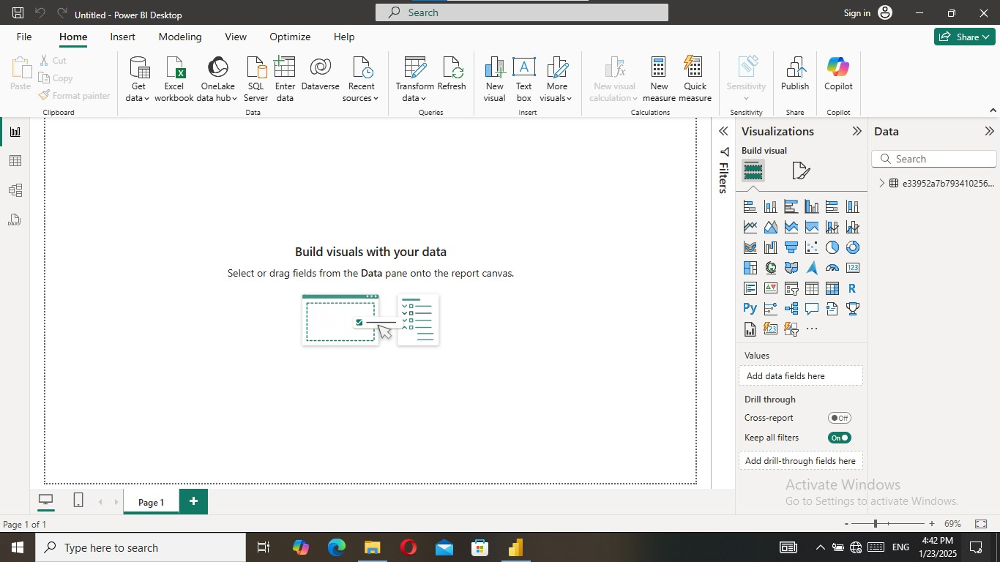 Untitled - Power BI Desktop
Search
Sign in
File
Home
Insert
Modeling
View
Optimize
Help
Share
Paste
Cut
Copy
Format painter
Clipboard
Get data
Excel workbook
OneLake data hub
SQL Server
Enter data
Dataverse
Recent sources
Data
Transform data
Refresh
Queries
New visual
Text box
More visuals
Insert
New visual calculation
New measure
Quick measure
Calculations
Sensitivity
Sensitivity
Publish
Share
Copilot
Copilot
Filters
Visualizations
Build visual
Data
Search
e33952a7b793410256...
Build visuals with your data
Select or drag fields from the Data pane onto the report canvas.
123
R
Py
123
Values
Add data fields here
Drill through
Cross-report
Off
Keep all filters
On
Add drill-through fields here
Activate Windows
Go to Settings to activate Windows.
DAX
Page 1
Page 1 of 1
- + 69%
Type here to search
ENG
4:42 PM
1/23/2025